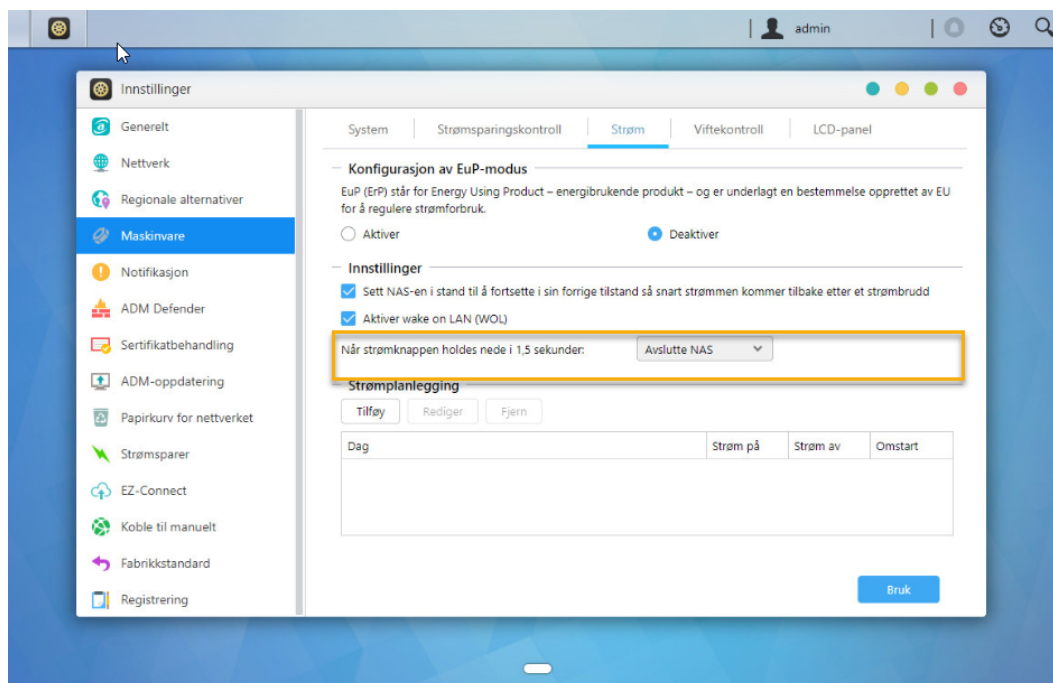 admin
Innstillinger
Generelt
Nettverk
Regionale alternativer
Maskinvare
Notifikasjon
ADM Defender
Sertifikatbehandling
ADM-oppdatering
Papirkurv for nettverket
Strømsparer
EZ-Connect
Koble til manuelt
Fabrikkstandard
Registrering
System Strømsparingskontroll Strøm Viftekontroll LCD-panel
Konfigurasjon av EuP-modus
EuP (ErP) står for Energy Using Product – energibrukende produkt – og er underlagt en bestemmelse opprettet av EU
for å regulere strømforbruk.
Aktiver Deaktiver
Innstillinger
Sett NAS-en i stand til å fortsette i sin forrige tilstand så snart strømmen kommer tilbake etter et strømbrudd
Aktiver wake on LAN (WOL)
Når strømknappen holdes nede i 1,5 sekunder: Avslutte NAS
Strømplanlegging
Tilføy Rediger Fjern
Dag Strøm på Strøm av Omstart
Bruk